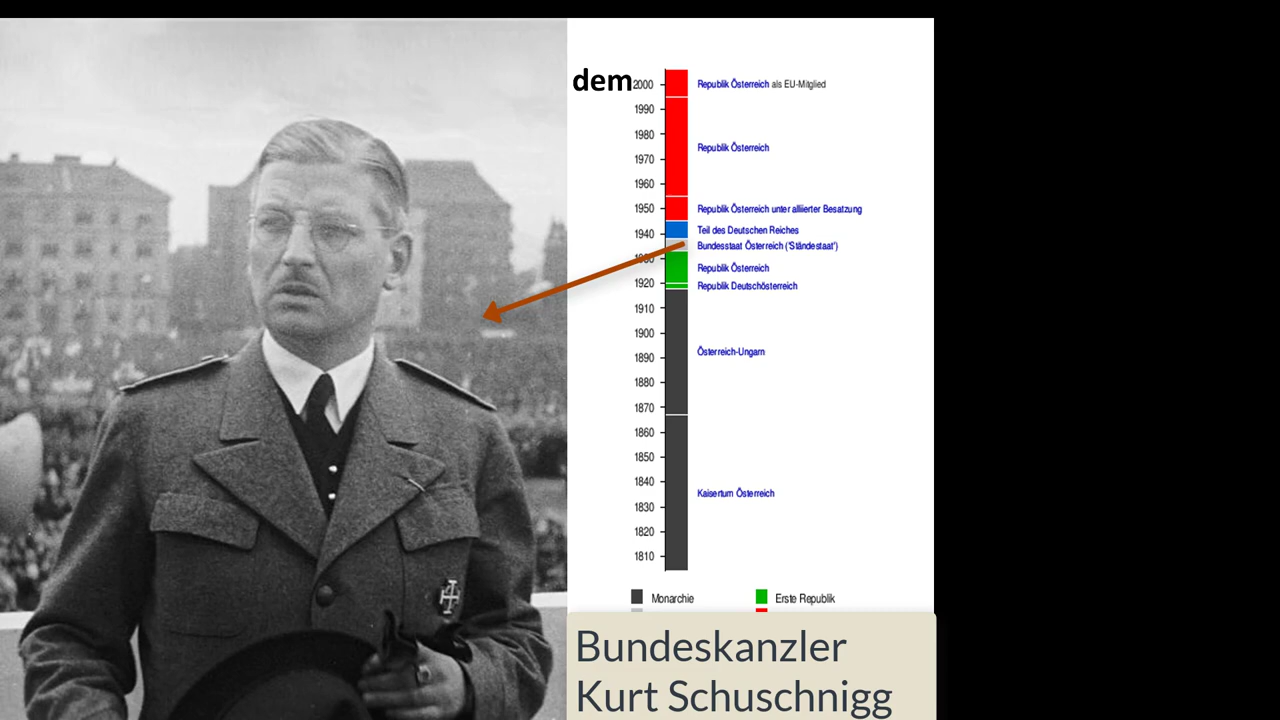 dem
2000 Republik Österreich als EU-Mitglied
1990
1980
Republik Österreich
1970
1960
1950 Republik Österreich unter alliierter Besatzung
1940 Teil des Deutschen Reiches
Bundesstaat Österreich ('Ständestaat')
1930
Republik Österreich
1920 Republik Deutschösterreich
1910
1900
Österreich-Ungarn
1890
1880
1870
1860
1850
1840
Kaisertum Österreich
1830
1820
1810
Monarchie Erste Republik
Bundeskanzler
Kurt Schuschnigg